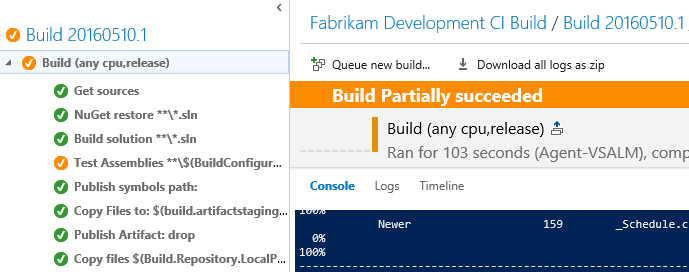 Build 20160510.1
Build (any cpu,release)
Get sources
NuGet restore **\*.sln
Build solution **\*.sln
Test Assemblies **\$(BuildConfigur...
Publish symbols path:
Copy Files to: $(build.artifactstaging...
Publish Artifact: drop
Copy files $(Build.Repository.LocalP...
Fabrikam Development CI Build / Build 20160510.1 /
Queue new build... Download all logs as zip
Build Partially succeeded
Build (any cpu,release)
Ran for 103 seconds (Agent-VSALM), comp
Console Logs Timeline
100%
Newer 159 _Schedule.c
0%
100%